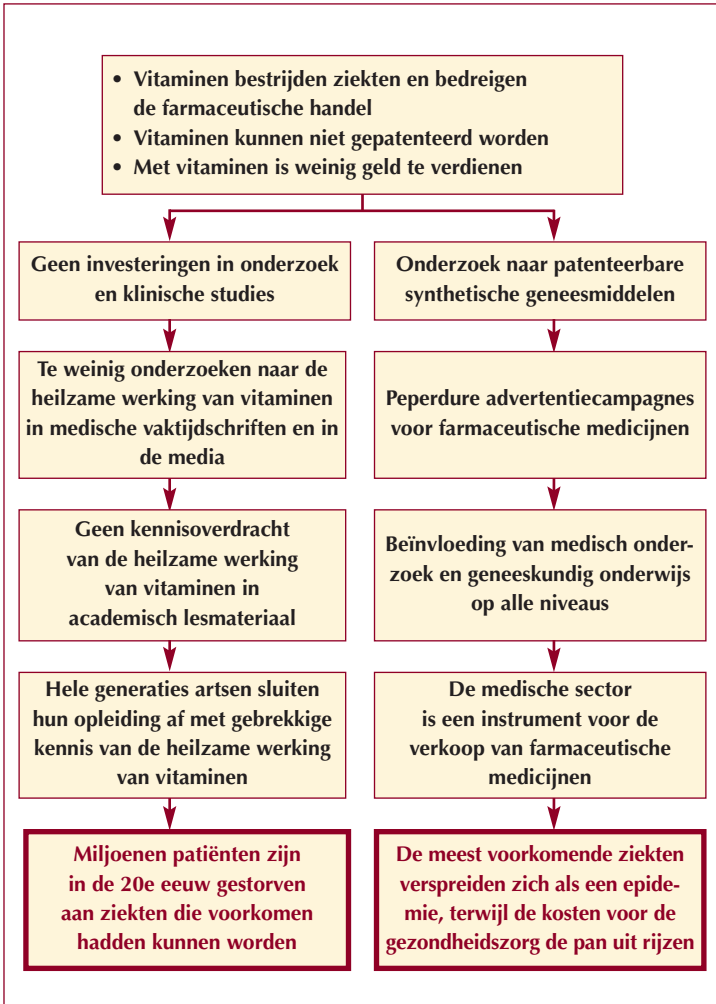 • Vitaminen bestrijden ziekten en bedreigen
de farmaceutische handel
• Vitaminen kunnen niet gepatenteerd worden
• Met vitaminen is weinig geld te verdienen
Geen investeringen in onderzoek
en klinische studies
Te weinig onderzoeken naar de
heilzame werking van vitaminen
in medische vaktijdschriften en in
de media
Geen kennisoverdracht
van de heilzame werking
van vitaminen in
academisch lesmateriaal
Hele generaties artsen sluiten
hun opleiding af met gebrekkige
kennis van de heilzame werking
van vitaminen
Miljoenen patiënten zijn
in de 20e eeuw gestorven
aan ziekten die voorkomen
hadden kunnen worden
Onderzoek naar patenteerbare
synthetische geneesmiddelen
Peperdure advertentiecampagnes
voor farmaceutische medicijnen
Beïnvloeding van medisch onder-
zoek en geneeskundig onderwijs
op alle niveaus
De medische sector
is een instrument voor de
verkoop van farmaceutische
medicijnen
De meest voorkomende ziekten
verspreiden zich als een epide-
mie, terwijl de kosten voor de
gezondheidszorg de pan uit rijzen